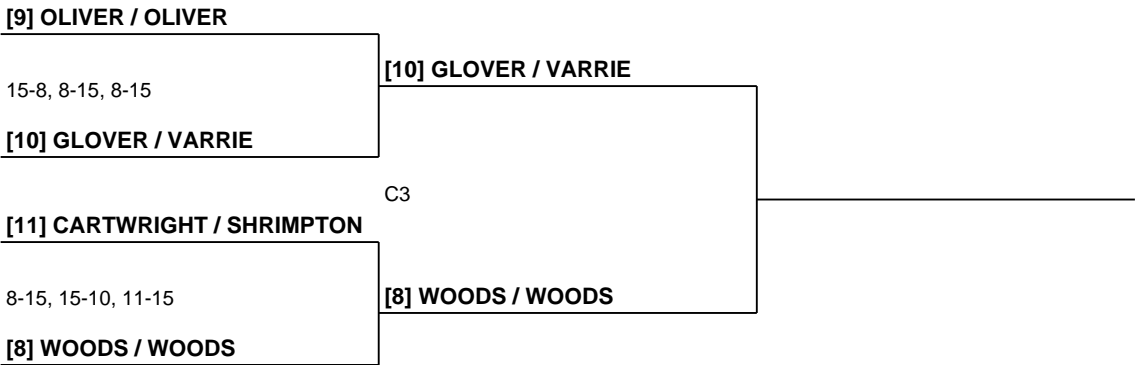 [9] OLIVER / OLIVER
15-8, 8-15, 8-15
[10] GLOVER / VARRIE
[10] GLOVER / VARRIE
C3
[11] CARTWRIGHT / SHRIMPTON
8-15, 15-10, 11-15
[8] WOODS / WOODS
[8] WOODS / WOODS